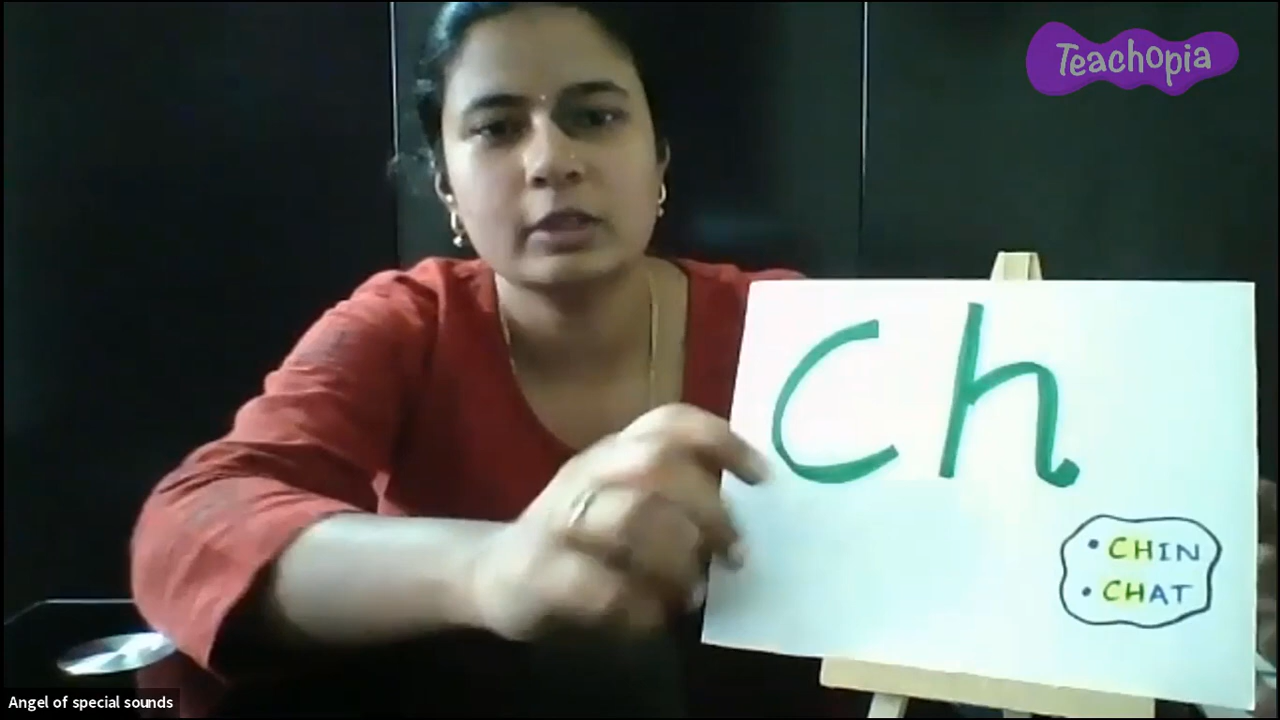 Teachopia
Ch
• CHIN
• CHAT
Angel of special sounds